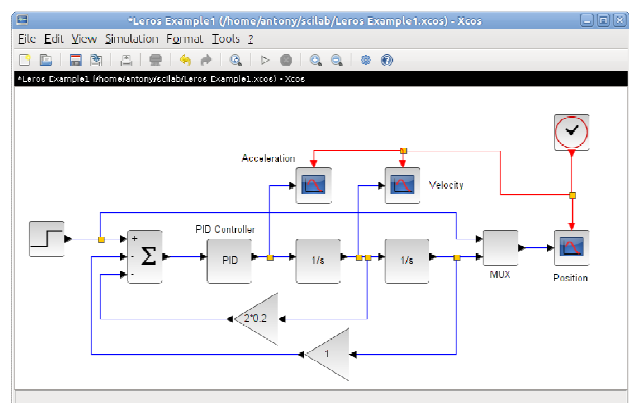 *Leros Example1 (/home/antony/scilab/Leros Example1.xcos) - Xcos
File Edit View Simulation Format Tools ?
*Leros Example1 (/home/antony/scilab/Leros Example1.xcos) - Xcos
Acceleration
Velocity
PID Controller
+
-
-
Σ
PID
1/s
1/s
MUX
Position
2*0.2
1